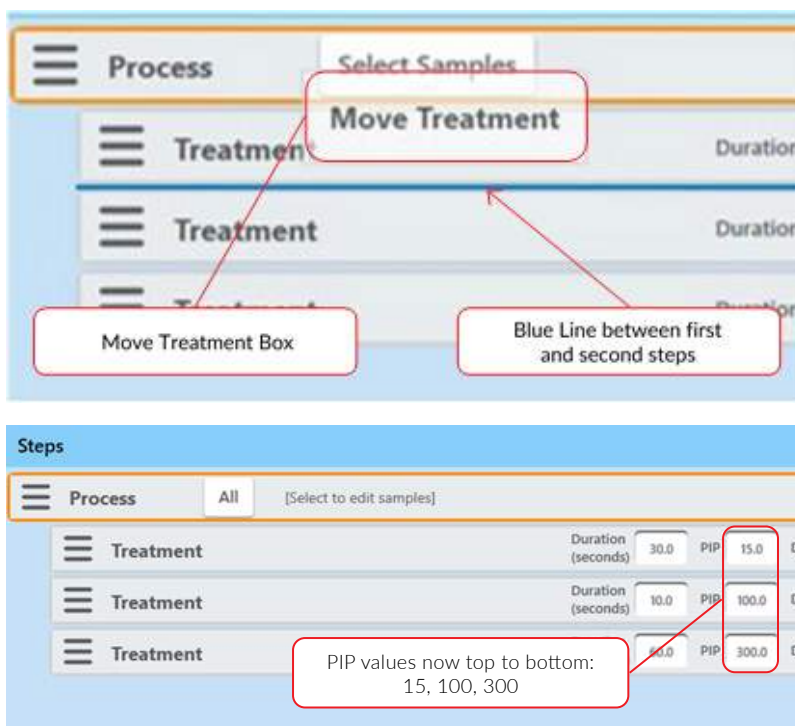 Process
Select Samples
Move Treatment
Treatment
Duration
Treatment
Duration
Move Treatment Box
Blue Line between first
and second steps
Steps
Process
All
[Select to edit samples]
Treatment
Duration
(seconds)
30.0
PIP
15.0
Treatment
Duration
(seconds)
10.0
PIP
100.0
Treatment
60.0
PIP
300.0
PIP values now top to bottom:
15, 100, 300